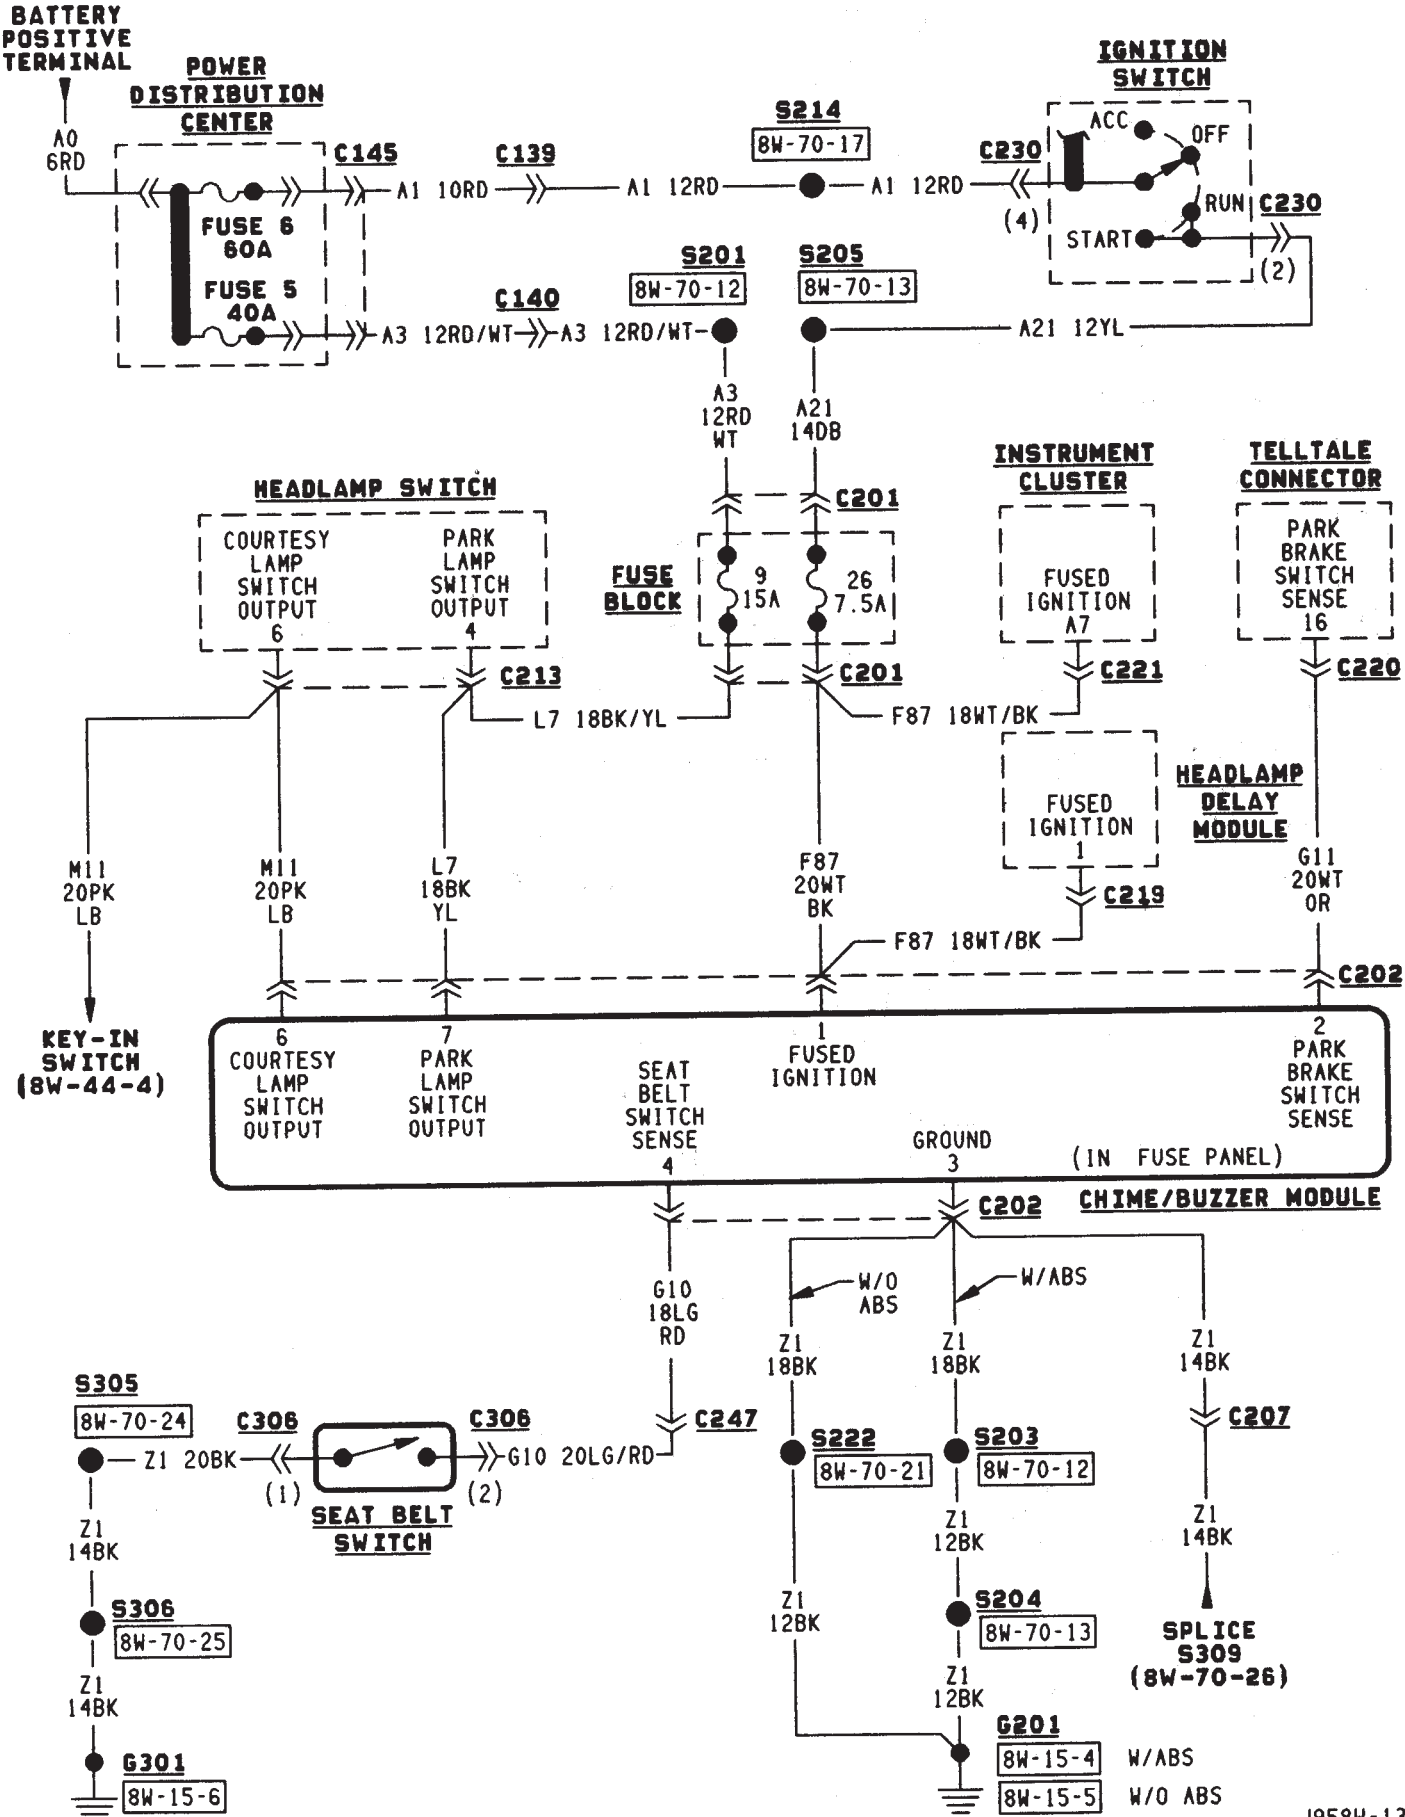 BATTERY
POSITIVE
TERMINAL
A0
6RD
POWER
DISTRIBUTION
CENTER
FUSE 6
60A
FUSE 5
40A
C145
A1 10RD
C139
A1 12RD
S214
8W-70-17
A1 12RD
C230
(4)
IGNITION
SWITCH
ACC
OFF
RUN
START
C230
(2)
A3 12RD/WT
C140
A3 12RD/WT
S201
8W-70-12
S205
8W-70-13
A21 12YL
A3
12RD
WT
A21
14DB
C201
HEADLAMP SWITCH
COURTESY
LAMP
SWITCH
OUTPUT
6
PARK
LAMP
SWITCH
OUTPUT
4
C213
FUSE
BLOCK
9
15A
26
7.5A
C201
INSTRUMENT
CLUSTER
FUSED
IGNITION
A7
C221
TELLTALE
CONNECTOR
PARK
BRAKE
SWITCH
SENSE
16
C220
L7 18BK/YL
F87 18WT/BK
HEADLAMP
DELAY
MODULE
FUSED
IGNITION
1
C219
F87 18WT/BK
M11
20PK
LB
M11
20PK
LB
L7
18BK
YL
F87
20WT
BK
G11
20WT
OR
C202
KEY-IN
SWITCH
(8W-44-4)
6
COURTESY
LAMP
SWITCH
OUTPUT
7
PARK
LAMP
SWITCH
OUTPUT
SEAT
BELT
SWITCH
SENSE
4
1
FUSED
IGNITION
GROUND
3
2
PARK
BRAKE
SWITCH
SENSE
(IN FUSE PANEL)
CHIME/BUZZER MODULE
C202
G10
18LG
RD
W/O
ABS
W/ABS
Z1
18BK
Z1
18BK
Z1
14BK
C207
S305
8W-70-24
Z1 20BK
C306
(1)
SEAT BELT
SWITCH
C306
(2)
G10 20LG/RD
C247
S222
8W-70-21
S203
8W-70-12
Z1
14BK
Z1
12BK
Z1
12BK
Z1
14BK
S306
8W-70-25
S204
8W-70-13
SPLICE
S309
(8W-70-26)
Z1
14BK
Z1
12BK
G301
8W-15-6
G201
8W-15-4 W/ABS
8W-15-5 W/O ABS